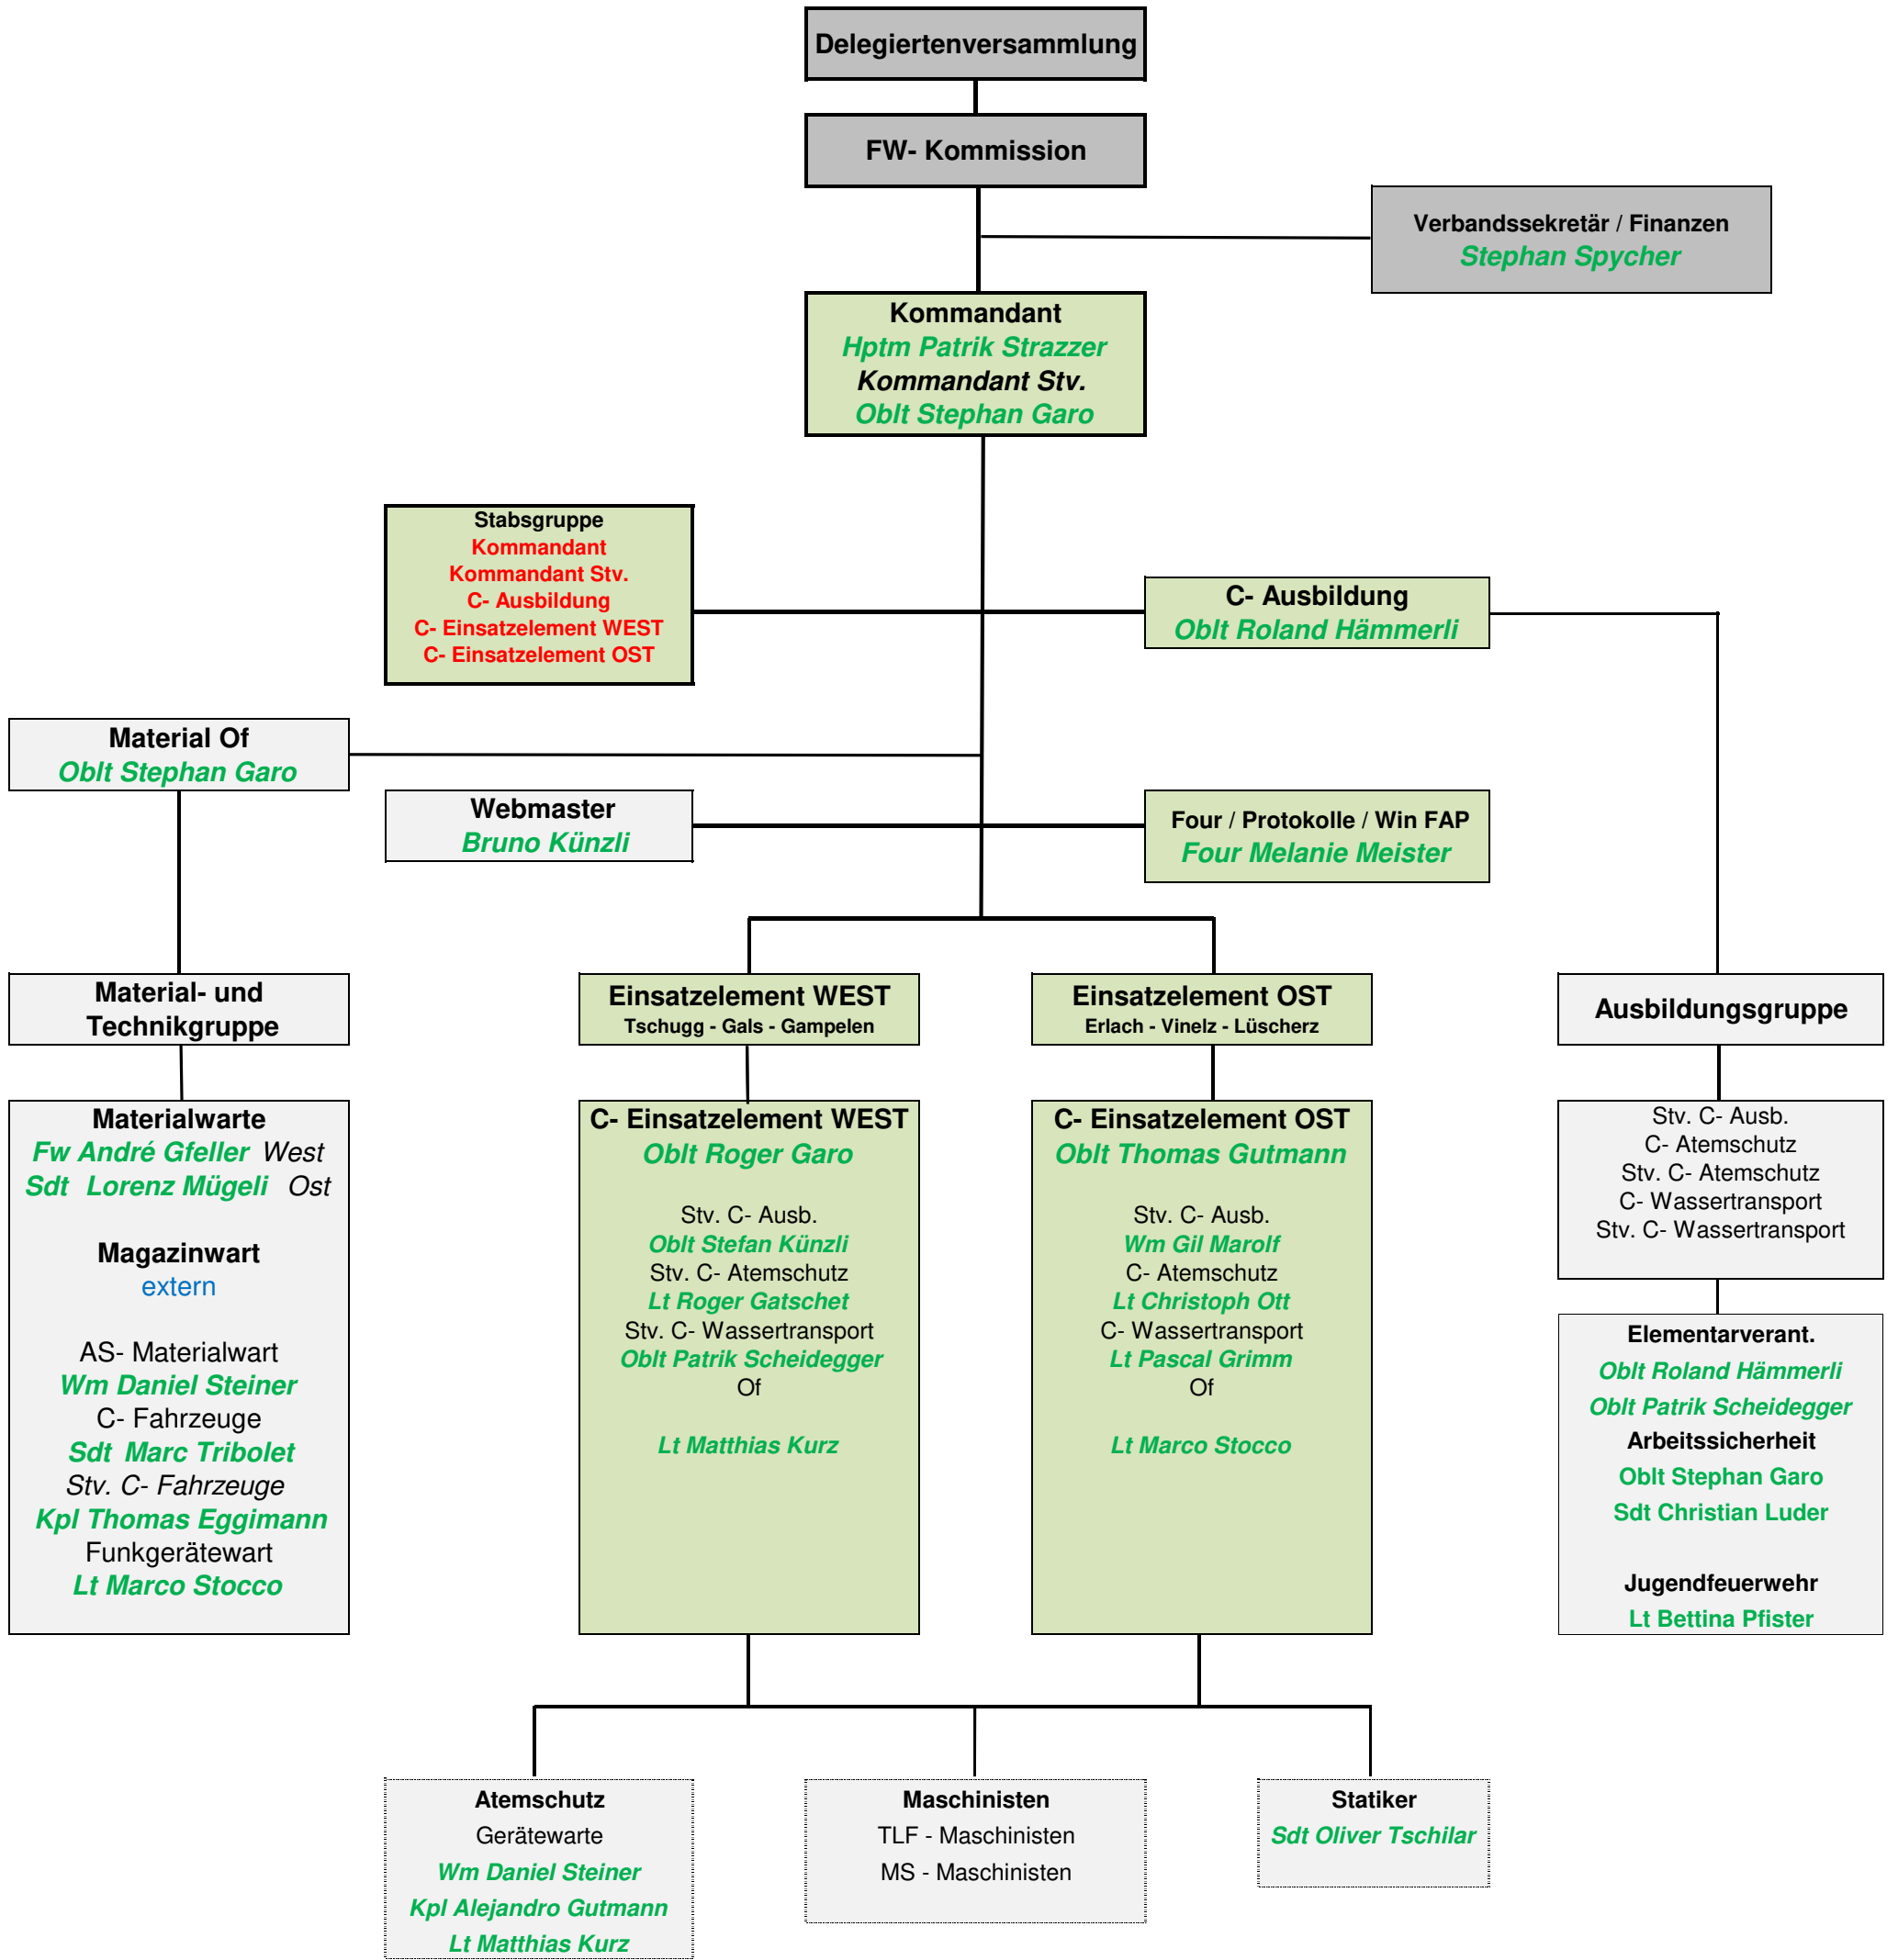 Delegiertenversammlung
FW- Kommission
Verbandssekretär / Finanzen
Stephan Spycher
Kommandant
Hptm Patrik Strazzer
Kommandant Stv.
Oblt Stephan Garo
Stabsgruppe
Kommandant
Kommandant Stv.
C- Ausbildung
C- Einsatzelement WEST
C- Einsatzelement OST
C- Ausbildung
Oblt Roland Hämmerli
Material Of
Oblt Stephan Garo
Webmaster
Bruno Künzli
Four / Protokolle / Win FAP
Four Melanie Meister
Material- und
Technikgruppe
Einsatzelement WEST
Tschugg - Gals - Gampelen
Einsatzelement OST
Erlach - Vinelz - Lüscherz
Ausbildungsgruppe
Materialwarte
Fw André Gfeller West
Sdt Lorenz Mügeli Ost
Magazinwart
extern
AS- Materialwart
Wm Daniel Steiner
C- Fahrzeuge
Sdt Marc Tribolet
Stv. C- Fahrzeuge
Kpl Thomas Eggimann
Funkgerätewart
Lt Marco Stocco
C- Einsatzelement WEST
Oblt Roger Garo
Stv. C- Ausb.
Oblt Stefan Künzli
Stv. C- Atemschutz
Lt Roger Gatschet
Stv. C- Wassertransport
Oblt Patrik Scheidegger
Of
Lt Matthias Kurz
C- Einsatzelement OST
Oblt Thomas Gutmann
Stv. C- Ausb.
Wm Gil Marolf
C- Atemschutz
Lt Christoph Ott
C- Wassertransport
Lt Pascal Grimm
Of
Lt Marco Stocco
Stv. C- Ausb.
C- Atemschutz
Stv. C- Atemschutz
C- Wassertransport
Stv. C- Wassertransport
Elementarverant.
Oblt Roland Hämmerli
Oblt Patrik Scheidegger
Arbeitssicherheit
Oblt Stephan Garo
Sdt Christian Luder
Jugendfeuerwehr
Lt Bettina Pfister
Atemschutz
Gerätewarte
Wm Daniel Steiner
Kpl Alejandro Gutmann
Lt Matthias Kurz
Maschinisten
TLF - Maschinisten
MS - Maschinisten
Statiker
Sdt Oliver Tschilar